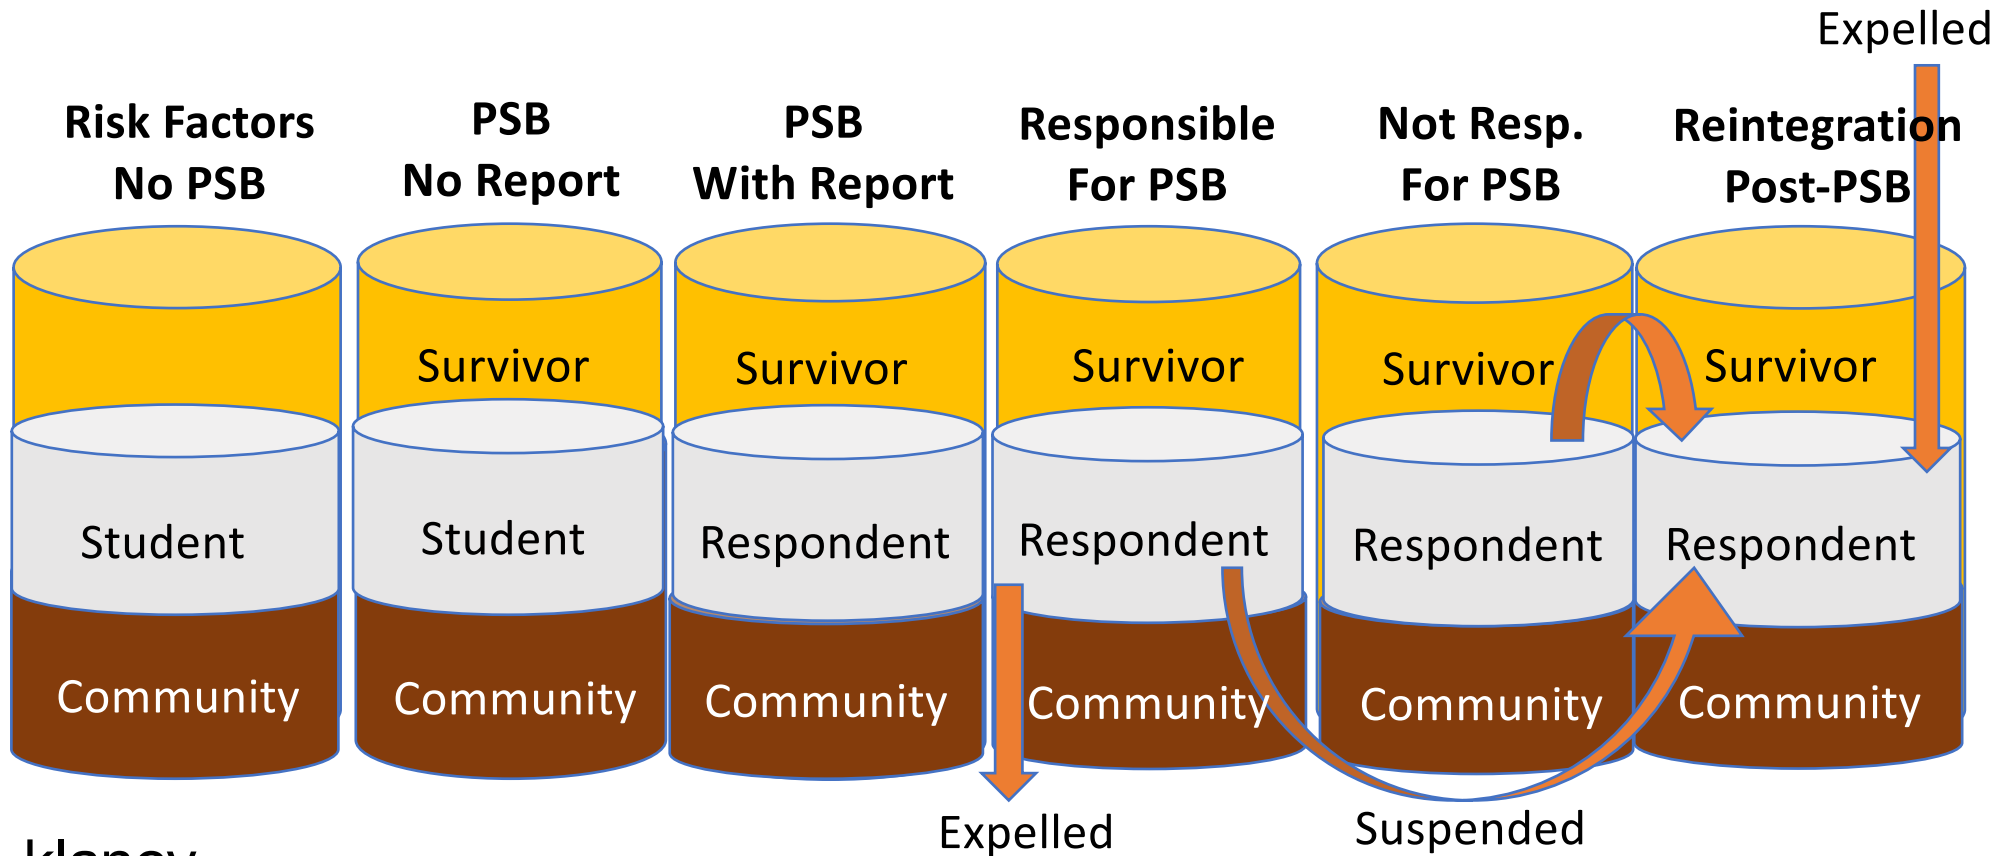 Expelled
Risk Factors
No PSB
PSB
No Report
PSB
With Report
Responsible
For PSB
Not Resp.
For PSB
Reintegration
Post-PSB
Survivor
Survivor
Survivor
Survivor
Survivor
Student
Student
Respondent
Respondent
Respondent
Respondent
Community
Community
Community
Community
Community
Community
Expelled
Suspended